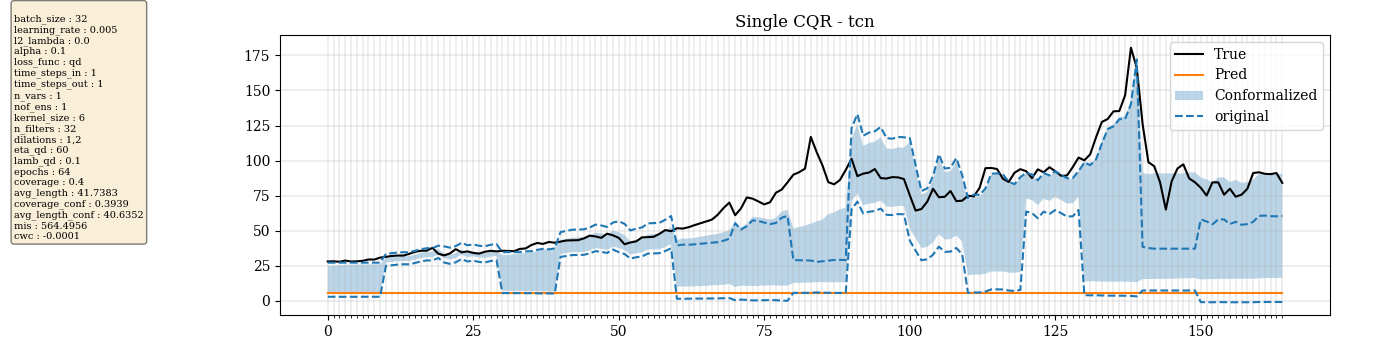 batch_size : 32
learning_rate : 0.005
l2_lambda : 0.0
alpha : 0.1
loss_func : qd
time_steps_in : 1
time_steps_out : 1
n_vars : 1
nof_ens : 1
kernel_size : 6
n_filters : 32
dilations : 1,2
eta_qd : 60
lamb_qd : 0.1
epochs : 64
coverage : 0.4
avg_length : 41.7383
coverage_conf : 0.3939
avg_length_conf : 40.6352
mis : 564.4956
cwc : -0.0001
Single CQR - tcn
175
150
125
100
75
50
25
0
0 25 50 75 100 125 150
True
Pred
Conformalized
original